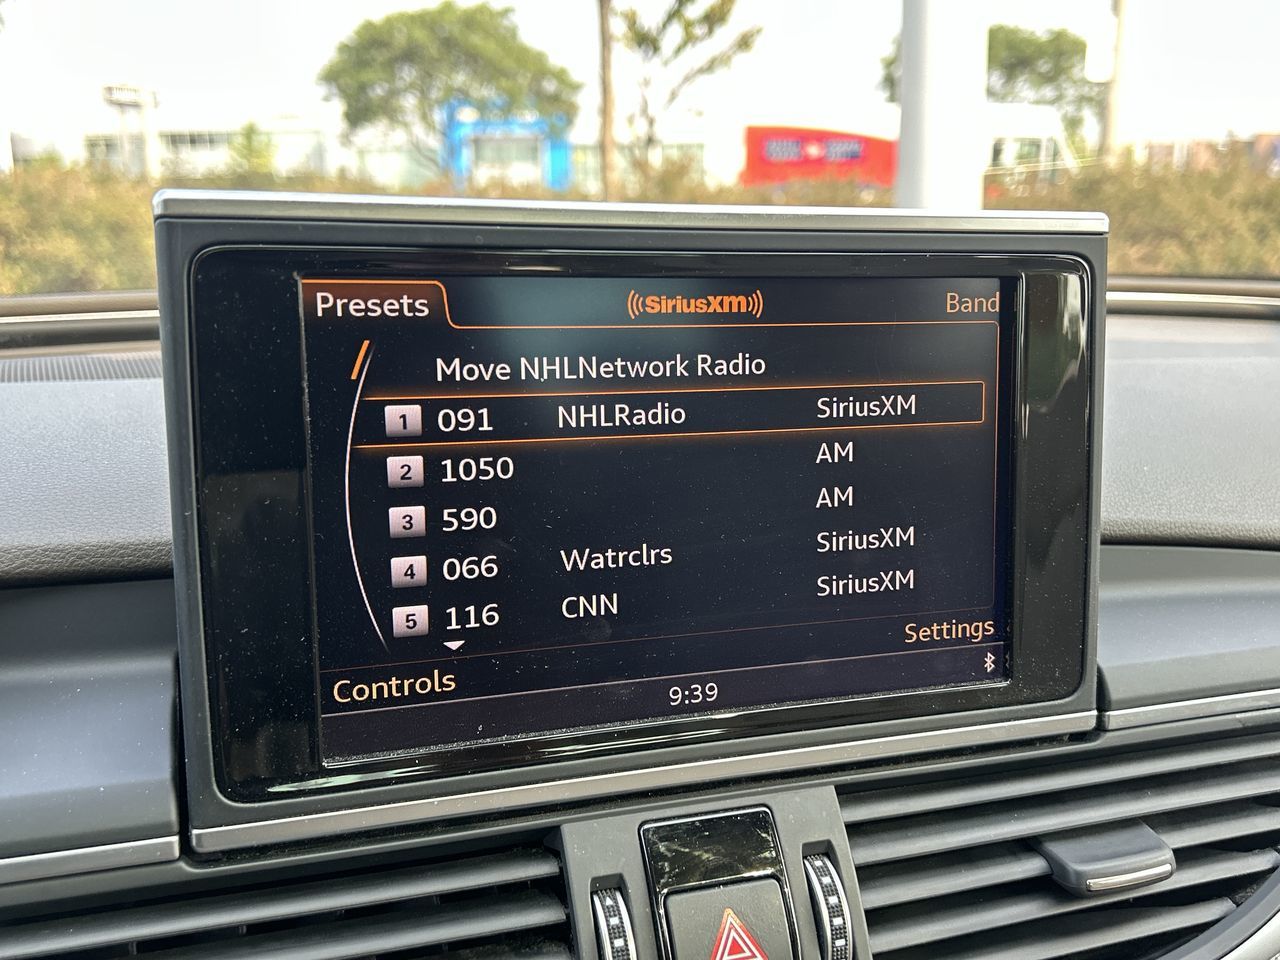 Presets
SiriusXM
Band
Move NHLNetwork Radio
1 091 NHLRadio SiriusXM
2 1050 AM
3 590 AM
4 066 Watrclrs SiriusXM
5 116 CNN SiriusXM
Settings
Controls
9:39